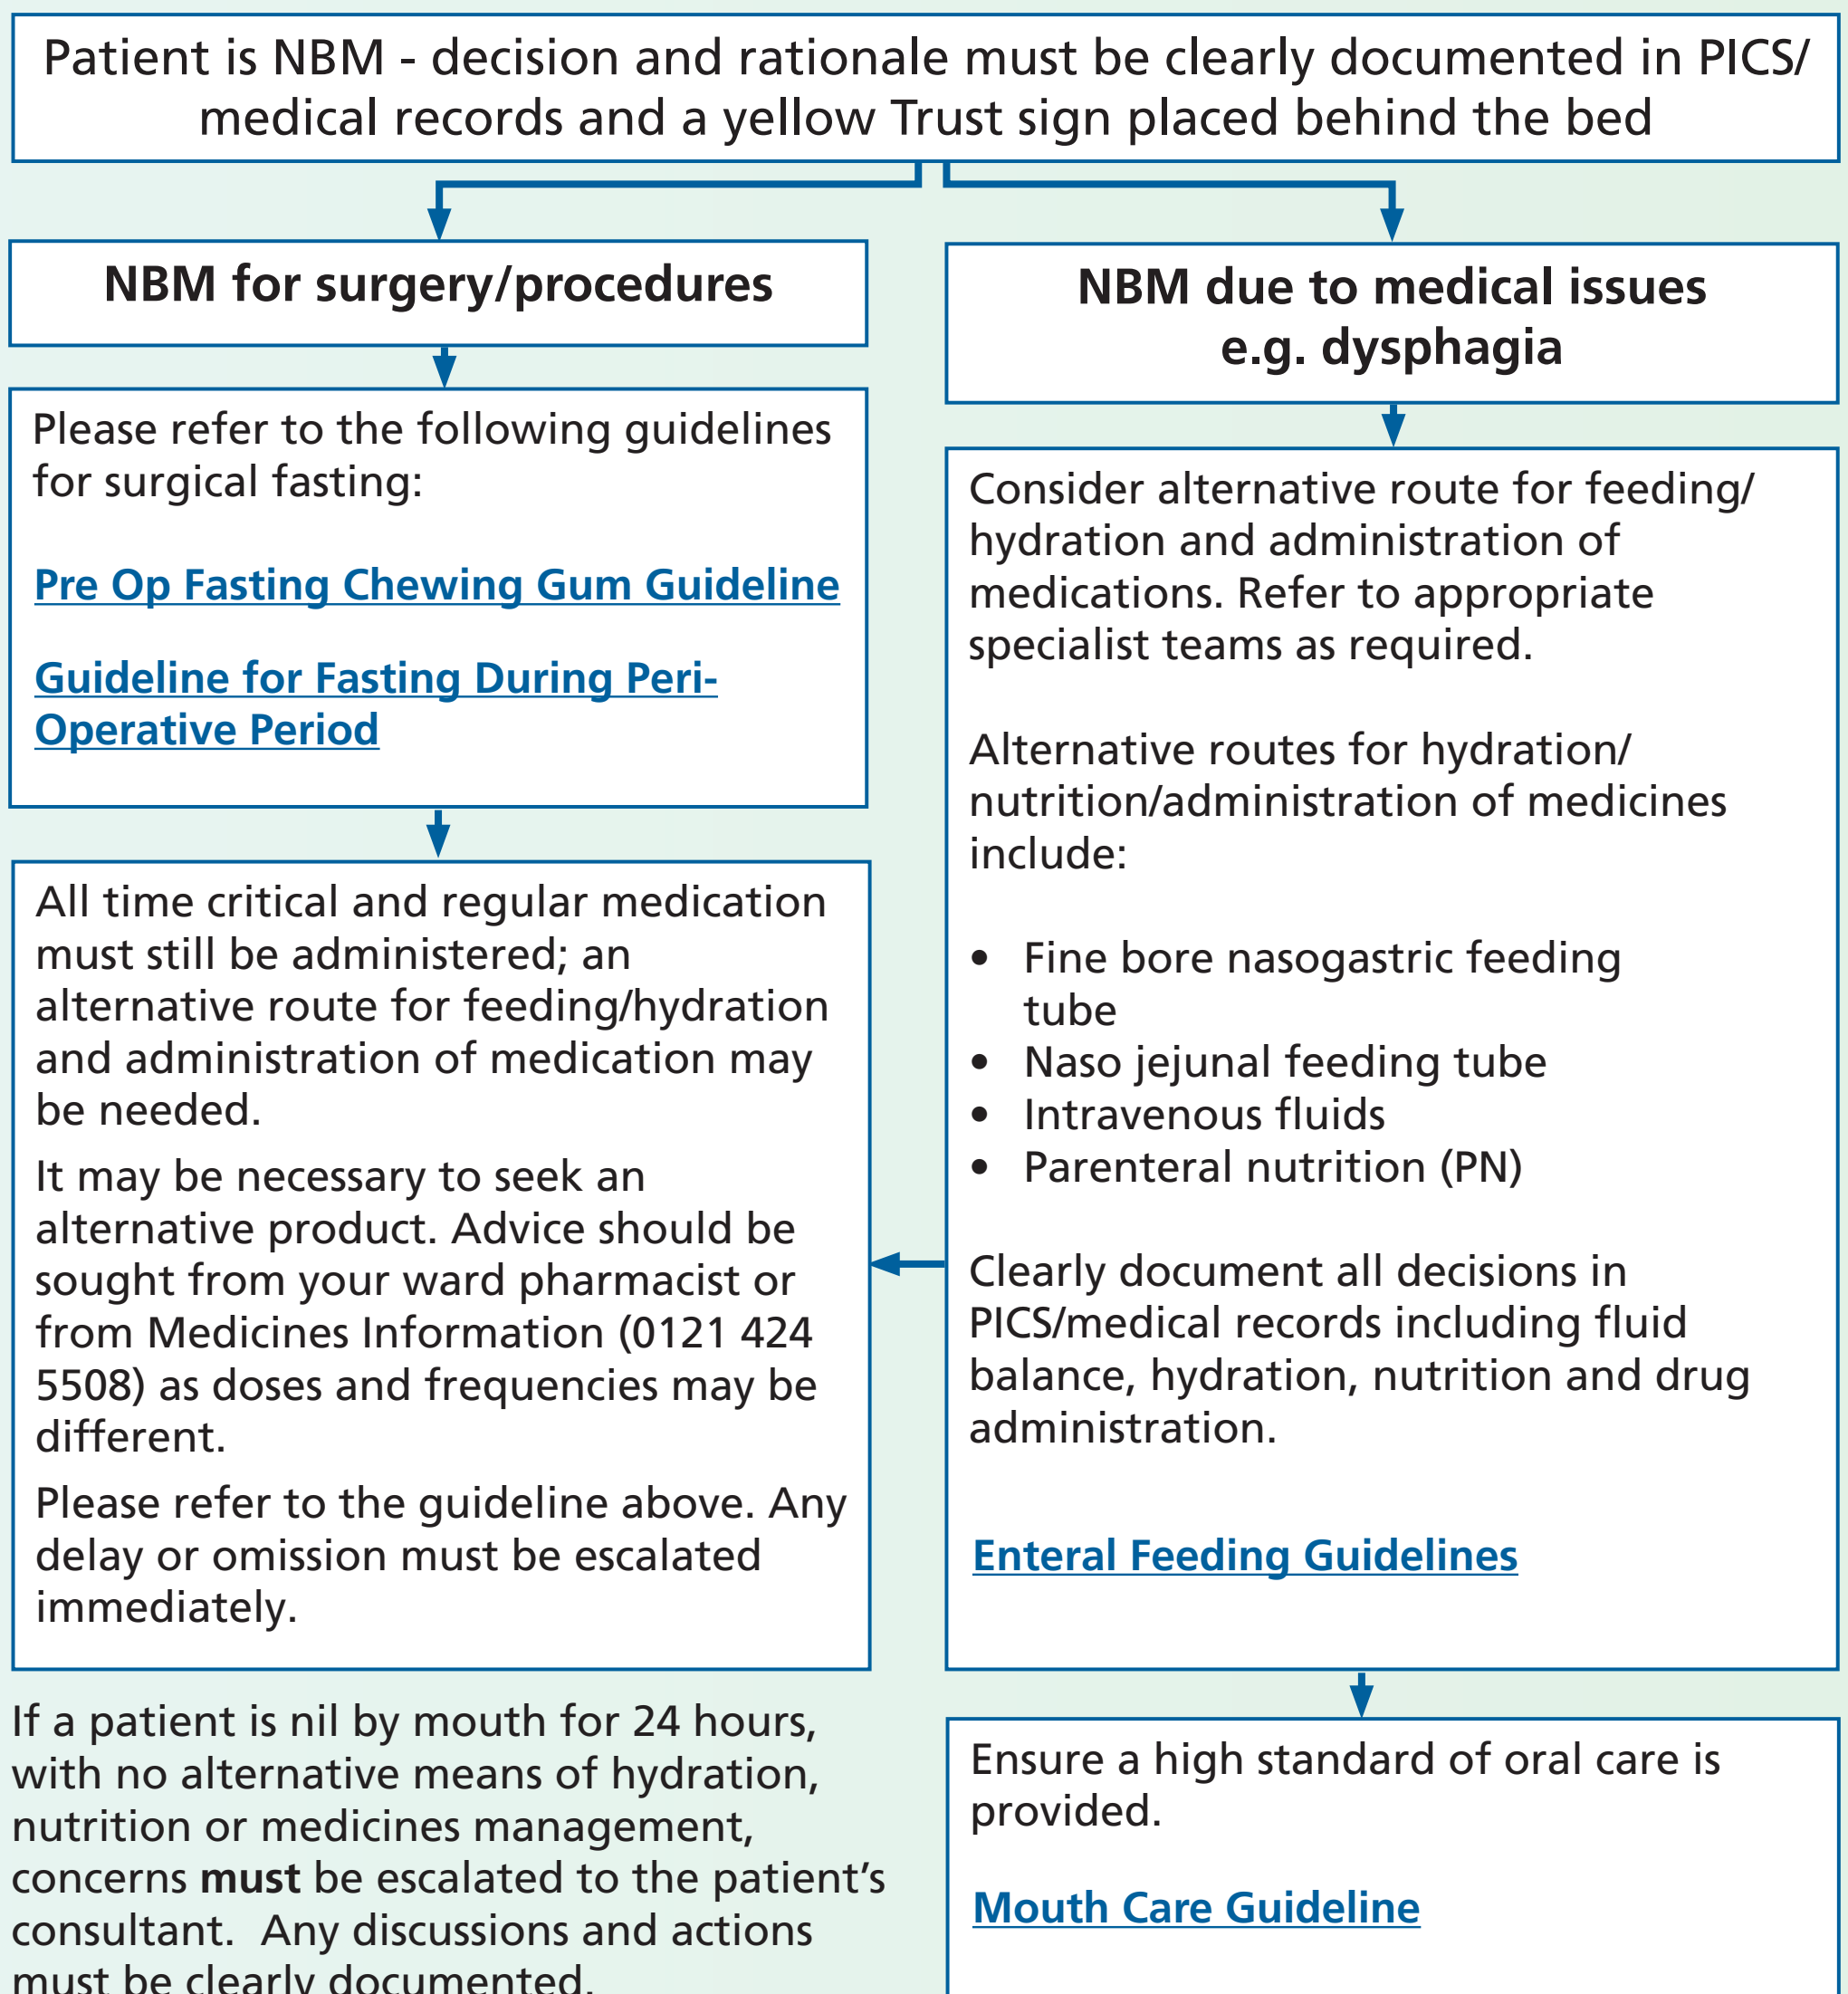 Patient is NBM - decision and rationale must be clearly documented in PICS/
medical records and a yellow Trust sign placed behind the bed
NBM for surgery/procedures
Please refer to the following guidelines
for surgical fasting:
Pre Op Fasting Chewing Gum Guideline
Guideline for Fasting During Peri-
Operative Period
All time critical and regular medication
must still be administered; an
alternative route for feeding/hydration
and administration of medication may
be needed.
It may be necessary to seek an
alternative product. Advice should be
sought from your ward pharmacist or
from Medicines Information (0121 424
5508) as doses and frequencies may be
different.
Please refer to the guideline above. Any
delay or omission must be escalated
immediately.
If a patient is nil by mouth for 24 hours,
with no alternative means of hydration,
nutrition or medicines management,
concerns must be escalated to the patient’s
consultant.  Any discussions and actions
must be clearly documented.
NBM due to medical issues
e.g. dysphagia
Consider alternative route for feeding/
hydration and administration of
medications. Refer to appropriate
specialist teams as required.
Alternative routes for hydration/
nutrition/administration of medicines
include:
• Fine bore nasogastric feeding
tube
• Naso jejunal feeding tube
• Intravenous fluids
• Parenteral nutrition (PN)
Clearly document all decisions in
PICS/medical records including fluid
balance, hydration, nutrition and drug
administration.
Enteral Feeding Guidelines
Ensure a high standard of oral care is
provided.
Mouth Care Guideline